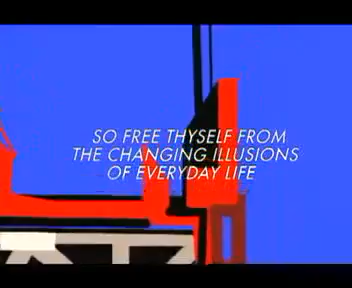 SO FREE THYSELF FROM
THE CHANGING ILLUSIONS
OF EVERYDAY LIFE